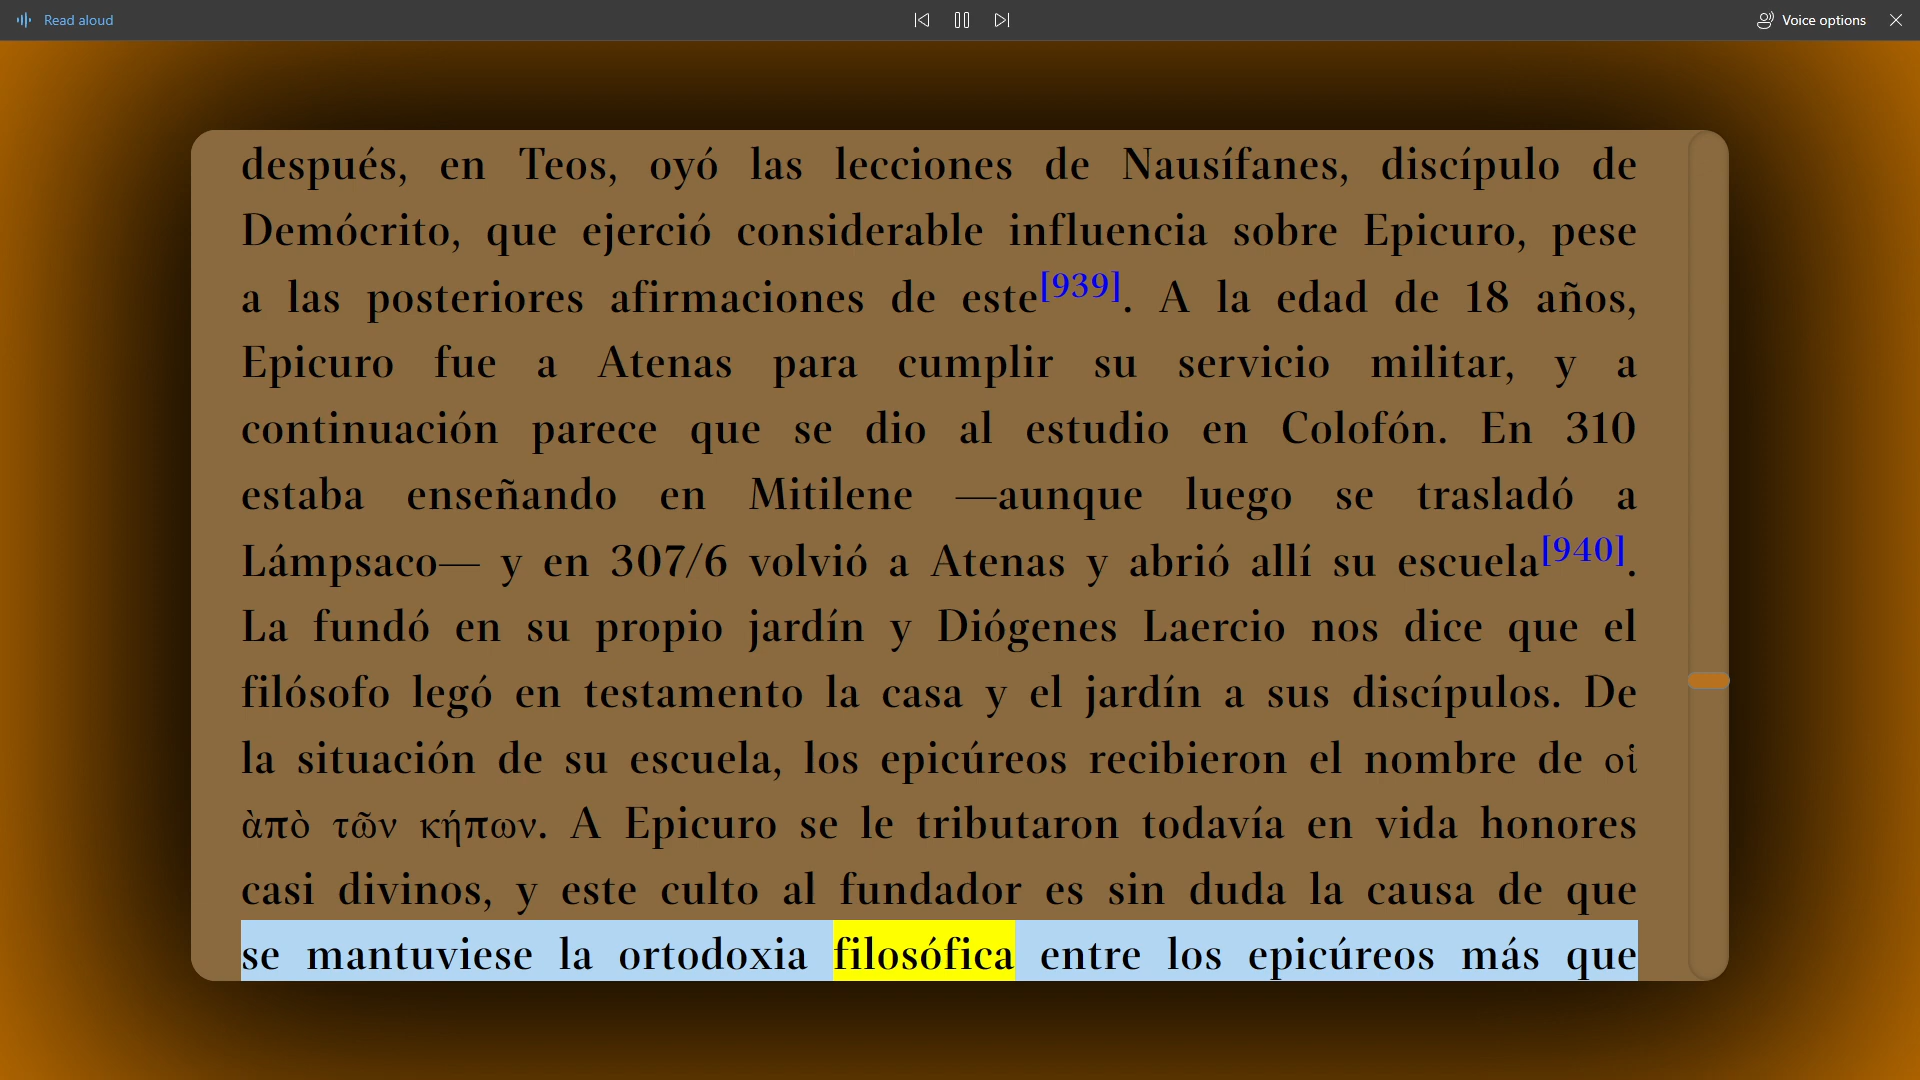 Read aloud
Voice options
después, en Teos, oyó las lecciones de Nausífanes, discípulo de
Demócrito, que ejerció considerable influencia sobre Epicuro, pese
a las posteriores afirmaciones de este[939]. A la edad de 18 años,
Epicuro fue a Atenas para cumplir su servicio militar, y a
continuación parece que se dio al estudio en Colofón. En 310
estaba enseñando en Mitilene —aunque luego se trasladó a
Lámpsaco— y en 307/6 volvió a Atenas y abrió allí su escuela[940].
La fundó en su propio jardín y Diógenes Laercio nos dice que el
filósofo legó en testamento la casa y el jardín a sus discípulos. De
la situación de su escuela, los epicúreos recibieron el nombre de οἱ
ἀπὸ τῶν κήπων. A Epicuro se le tributaron todavía en vida honores
casi divinos, y este culto al fundador es sin duda la causa de que
se mantuviese la ortodoxia filosófica entre los epicúreos más que